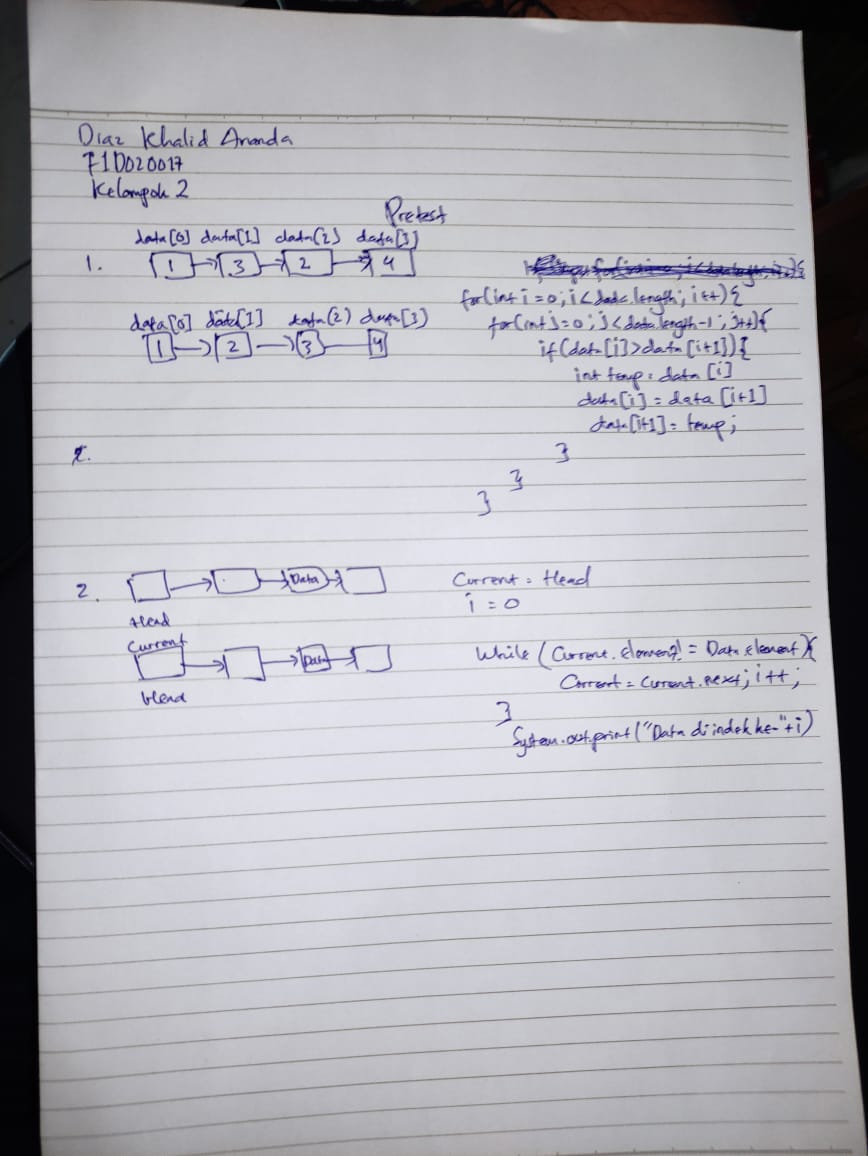 Diaz Khalid Ananda
F1D020017
Kelompok 2
Pretest
data[0] data[1] data[2] data[3]
1. 1 3 2 4
data[0] data[1] data[2] data[3]
1 2 3 4
for(int i=0; i<data.length; i++){
for(int j=0; j<data.length-1; j++){
if(data[i]>data[i+1]){
int temp = data[i]
data[i] = data[i+1]
data[i+1] = temp;
}
}
}
2. Data
Head
Current
Data
Head
Current = Head
i = 0
While (Current.element != Data element){
Current = Current.next; i++;
}
System.out.print("Data di indek ke-"+i)